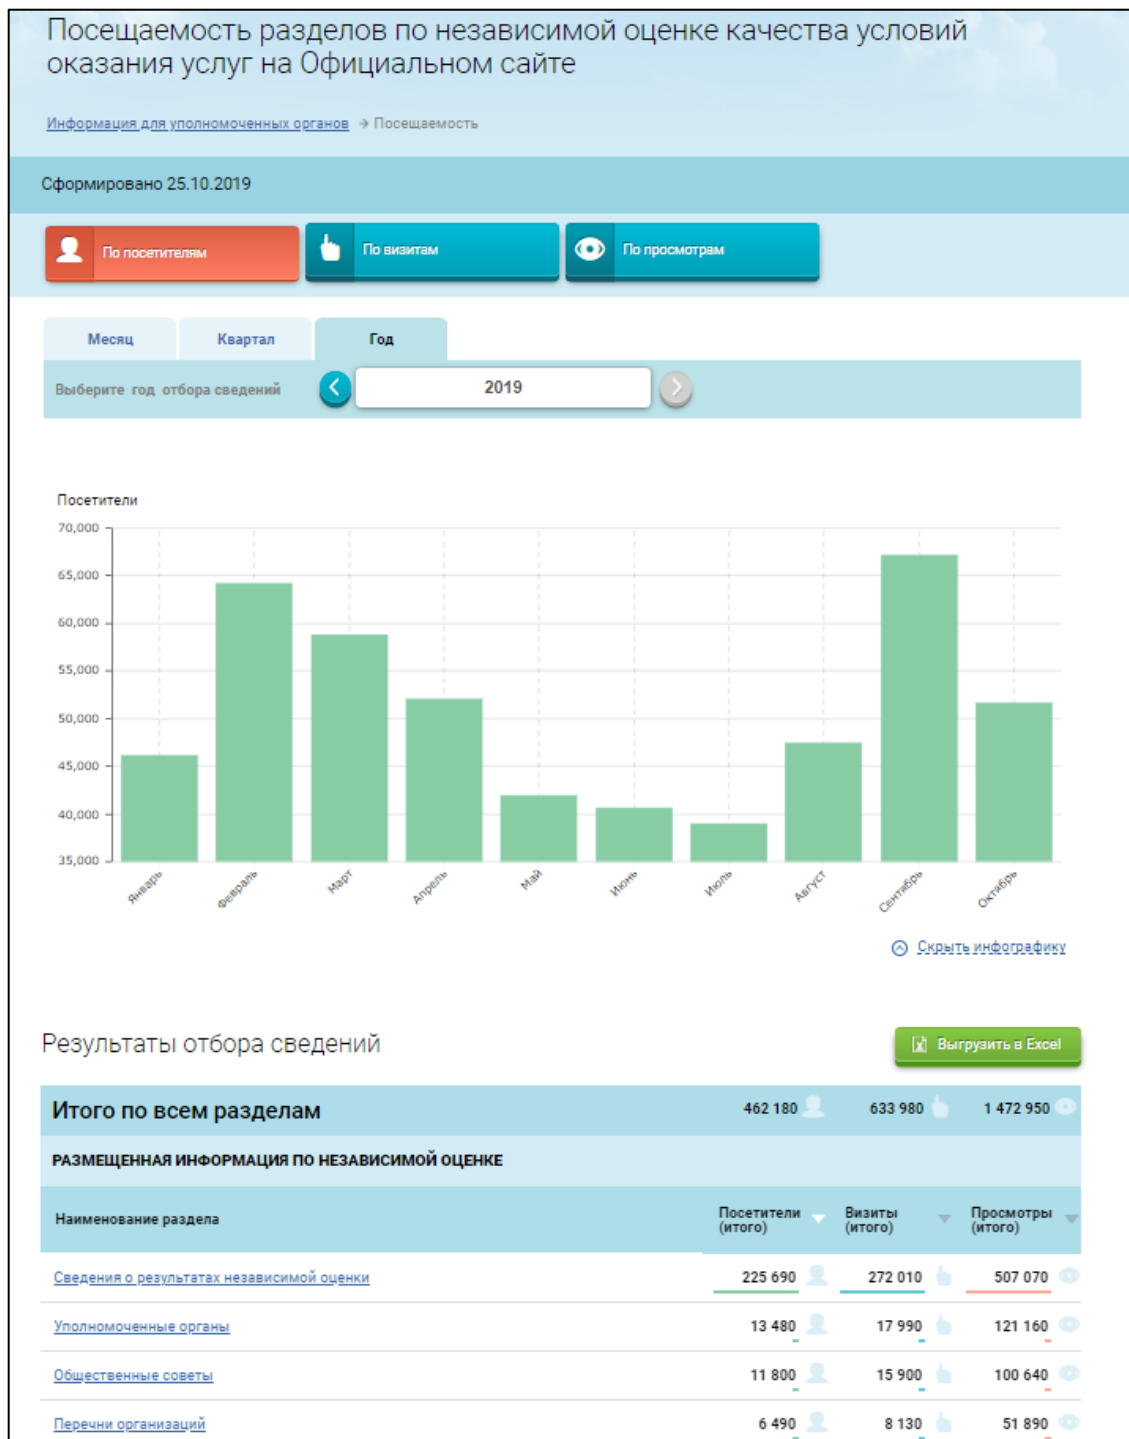 Посещаемость разделов по независимой оценке качества условий
оказания услуг на Официальном сайте
Информация для уполномоченных органов → Посещаемость
Сформировано 25.10.2019
По посетителям
По визитам
По просмотрам
Месяц
Квартал
Год
Выберите год отбора сведений
2019
Посетители
70,000
65,000
60,000
55,000
50,000
45,000
40,000
35,000
Январь
Февраль
Март
Апрель
Май
Июнь
Июль
Август
Сентябрь
Октябрь
Скрыть инфографику
Результаты отбора сведений
Выгрузить в Excel
Итого по всем разделам 462 180 633 980 1 472 950
РАЗМЕЩЕННАЯ ИНФОРМАЦИЯ ПО НЕЗАВИСИМОЙ ОЦЕНКЕ
Наименование раздела
Посетители (итого)
Визиты (итого)
Просмотры (итого)
Сведения о результатах независимой оценки 225 690 272 010 507 070
Уполномоченные органы 13 480 17 990 121 160
Общественные советы 11 800 15 900 100 640
Перечни организаций 6 490 8 130 51 890